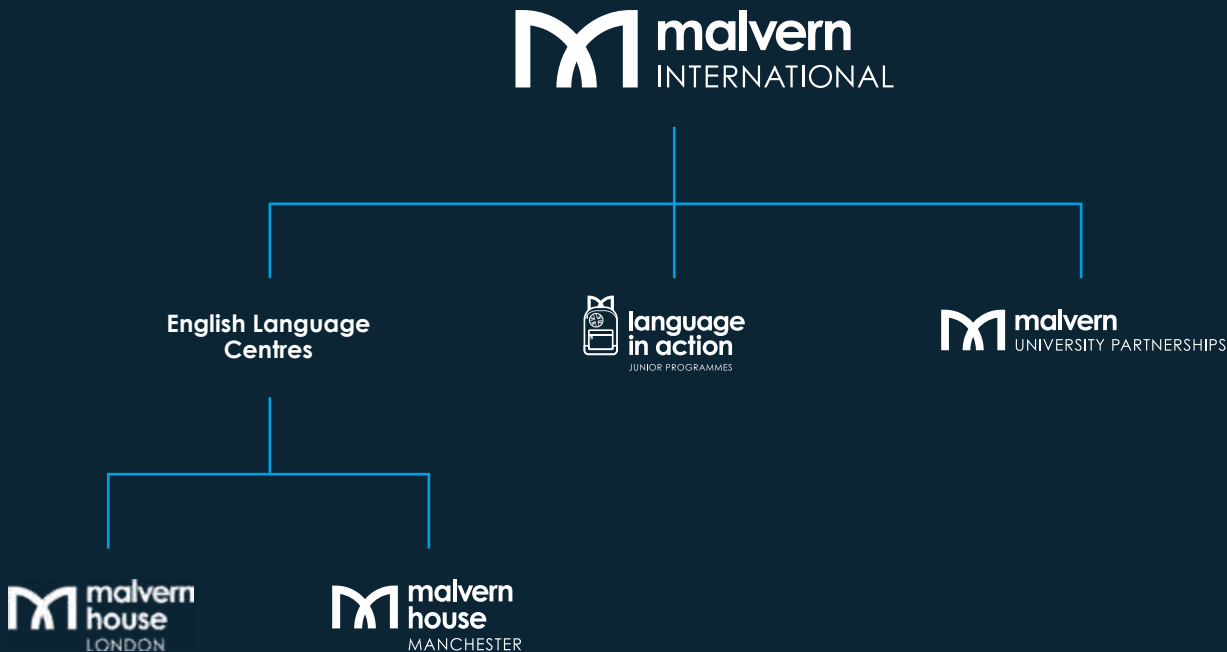 malvern
INTERNATIONAL
English Language
Centres
language
in action
JUNIOR PROGRAMMES
malvern
UNIVERSITY PARTNERSHIPS
malvern
house
LONDON
malvern
house
MANCHESTER